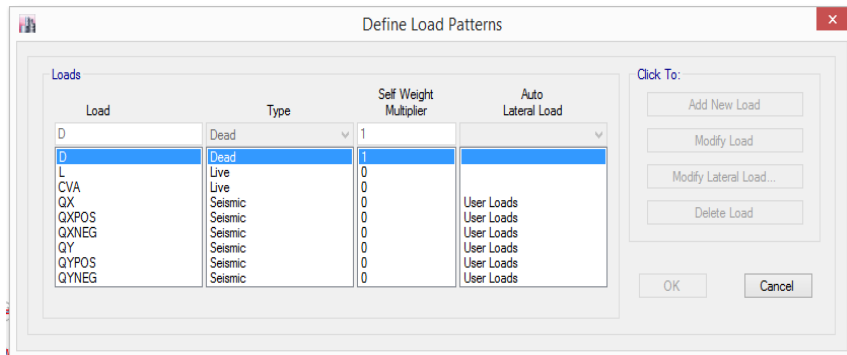 Define Load Patterns
x
Loads
Click To:
Load Type Self Weight Multiplier Auto Lateral Load
D Dead 1
D Dead 1
L Live 0
CVA Live 0
QX Seismic 0 User Loads
QXPOS Seismic 0 User Loads
QXNEG Seismic 0 User Loads
QY Seismic 0 User Loads
QYPOS Seismic 0 User Loads
QYNEG Seismic 0 User Loads
Add New Load
Modify Load
Modify Lateral Load...
Delete Load
OK Cancel